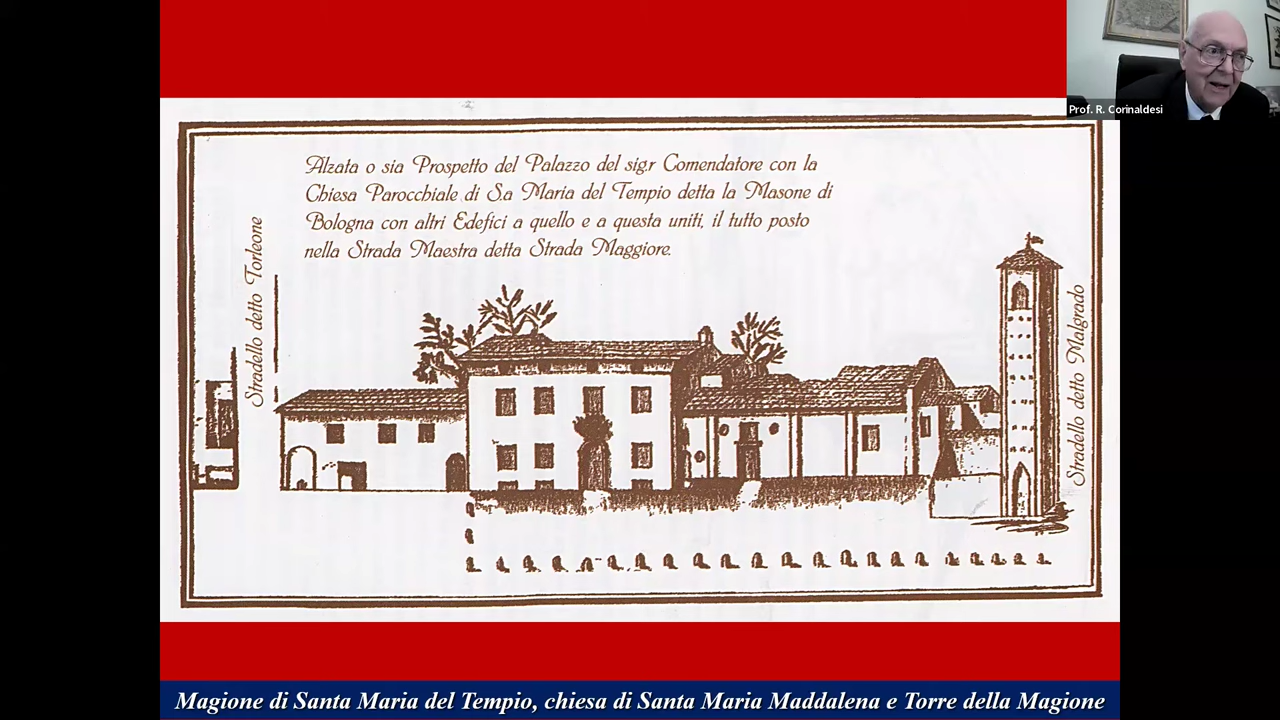 Prof. R. Corinaldesi
Alzata o sia Prospetto del Palazzo del sig.r Comendatore con la
Chiesa Parocchiale di S.a Maria del Tempio detta la Masone di
Bologna con altri Edefici a quello e a questa uniti, il tutto posto
nella Strada Maestra detta Strada Maggiore.
Stradello detto Torleone
Stradello detto Malgrado
Magione di Santa Maria del Tempio, chiesa di Santa Maria Maddalena e Torre della Magione